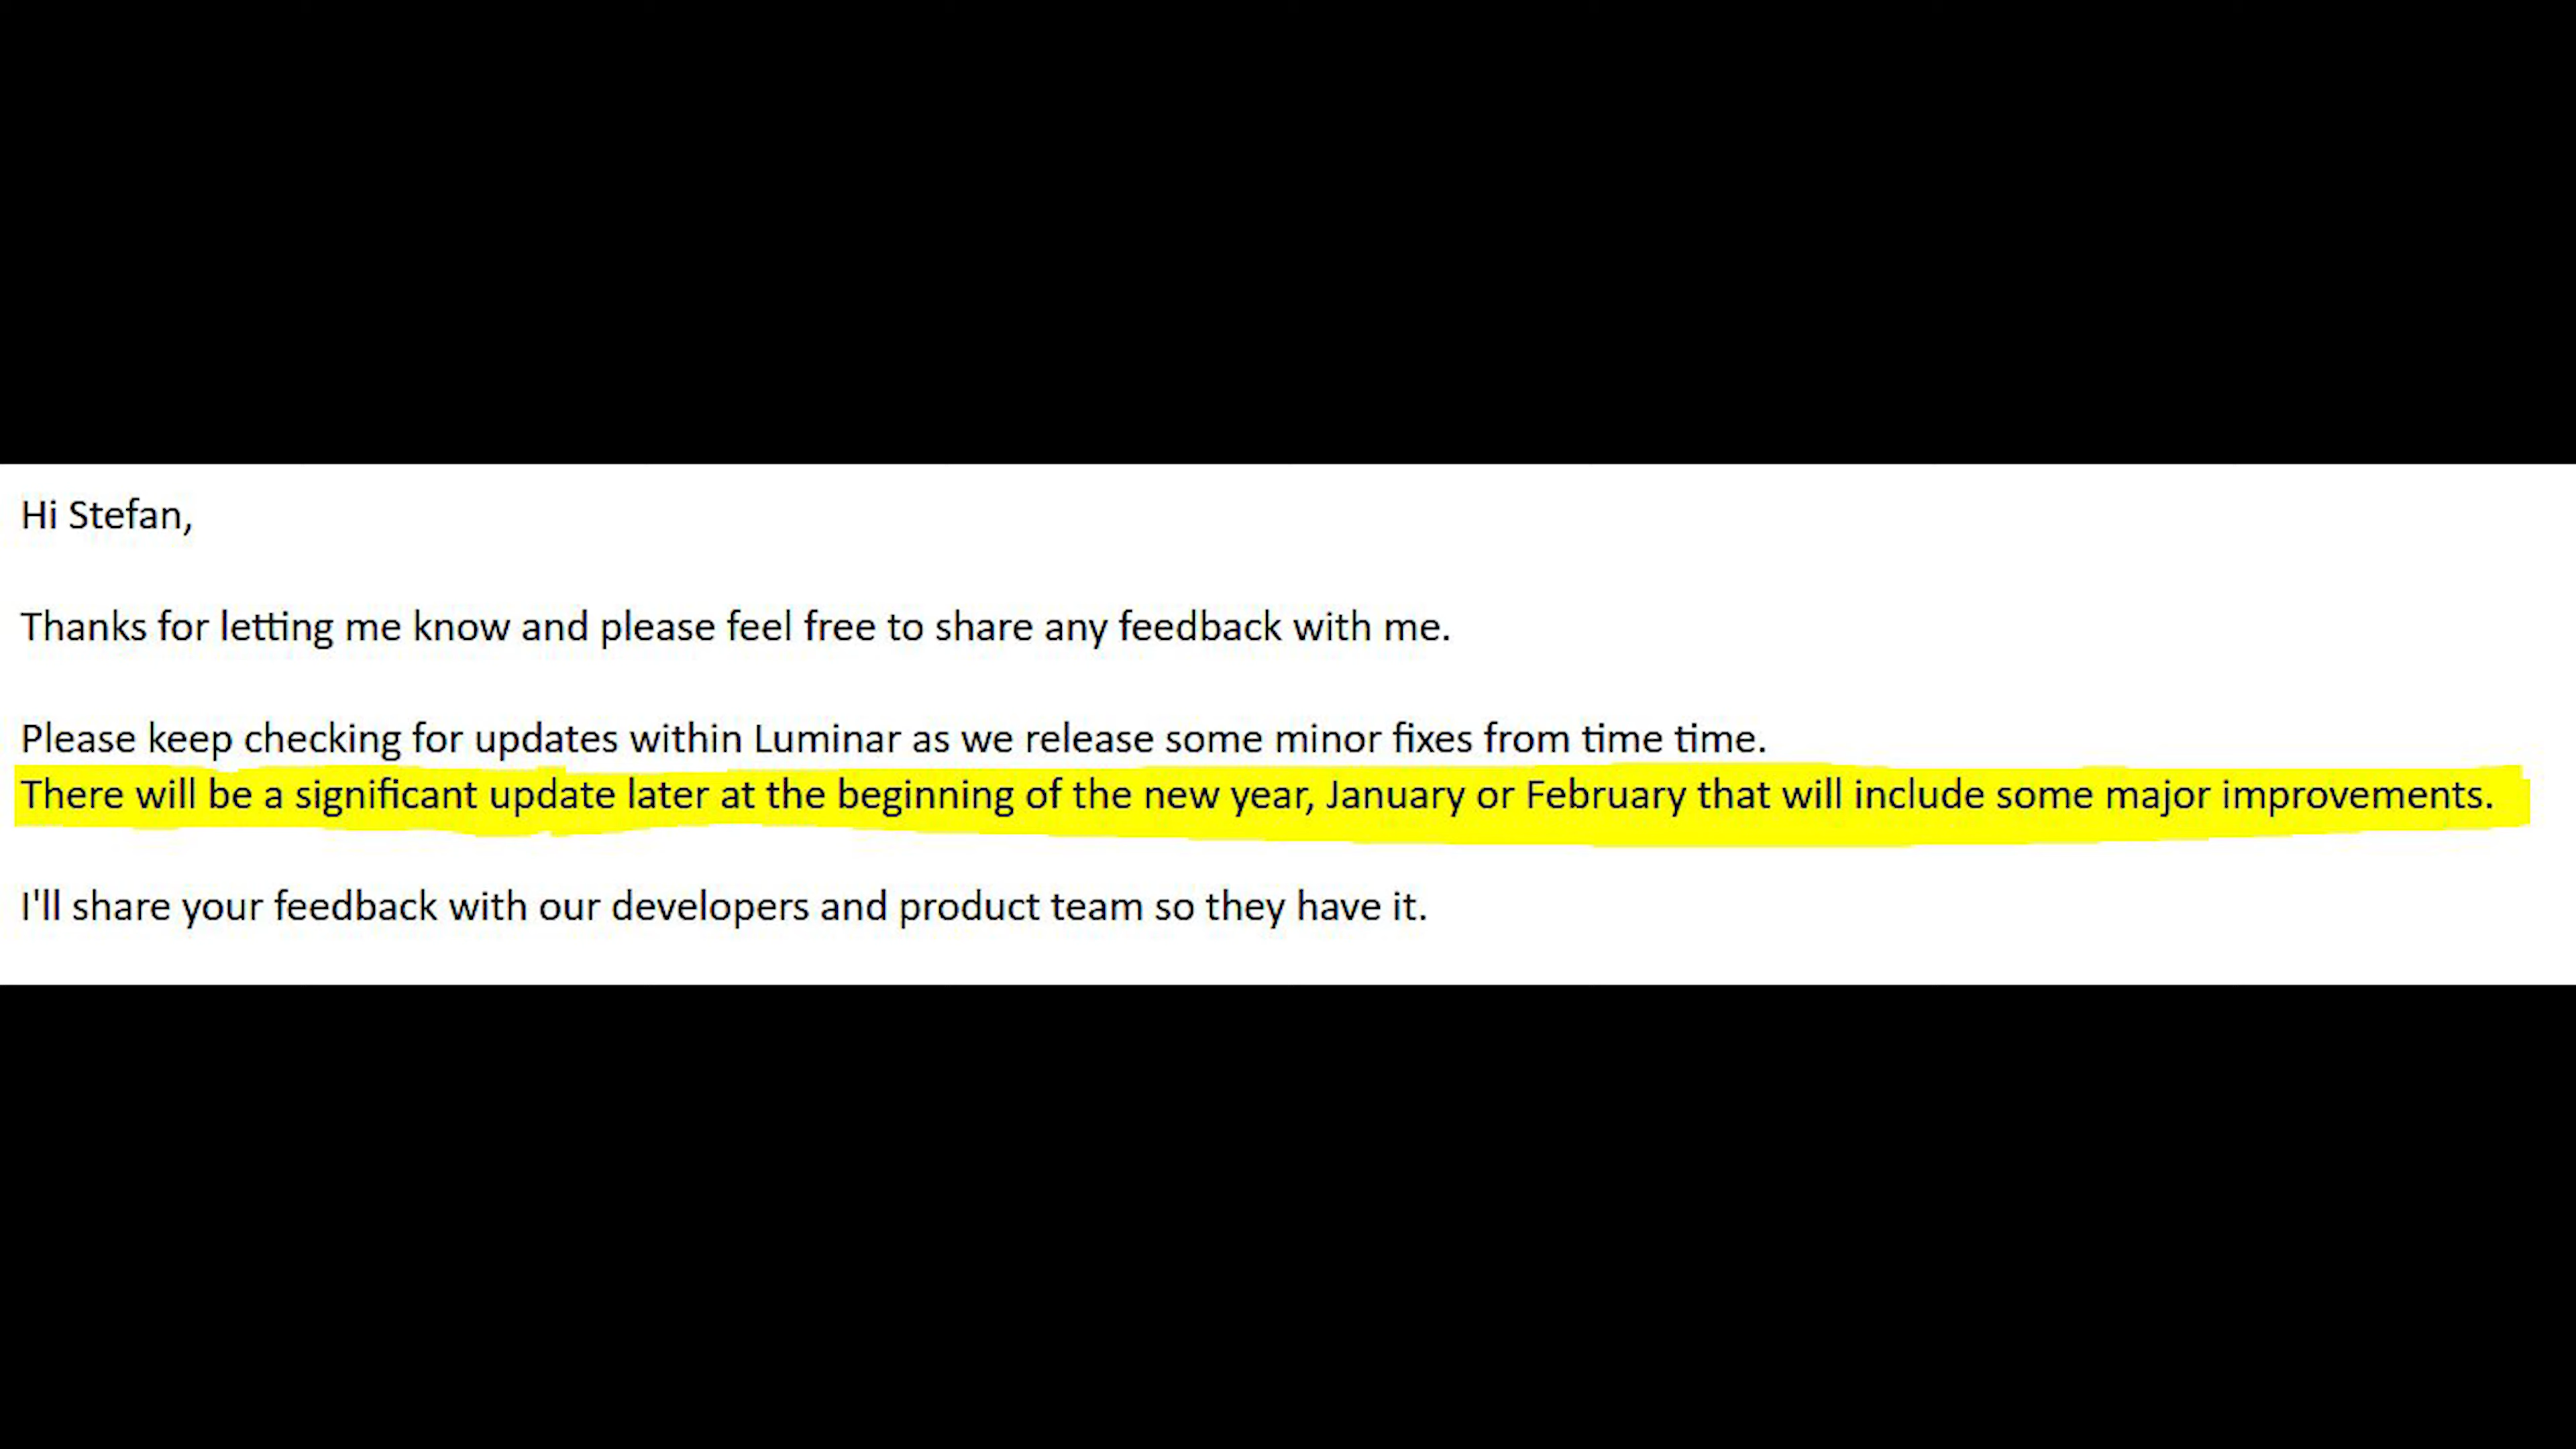 Hi Stefan,
Thanks for letting me know and please feel free to share any feedback with me.
Please keep checking for updates within Luminar as we release some minor fixes from time time.
There will be a significant update later at the beginning of the new year, January or February that will include some major improvements.
I'll share your feedback with our developers and product team so they have it.